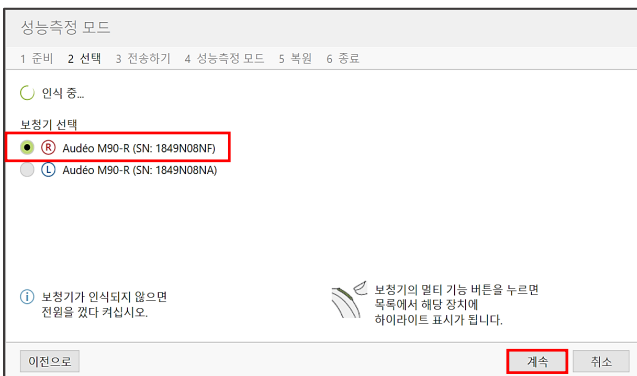 성능측정 모드
1 준비 2 선택 3 전송하기 4 성능측정 모드 5 복원 6 종료
인식 중...
보청기 선택
R Audéo M90-R (SN: 1849N08NF)
L Audéo M90-R (SN: 1849N08NA)
i 보청기가 인식되지 않으면
전원을 껐다 켜십시오.
보청기의 멀티 기능 버튼을 누르면
목록에서 해당 장치에
하이라이트 표시가 됩니다.
이전으로 계속 취소